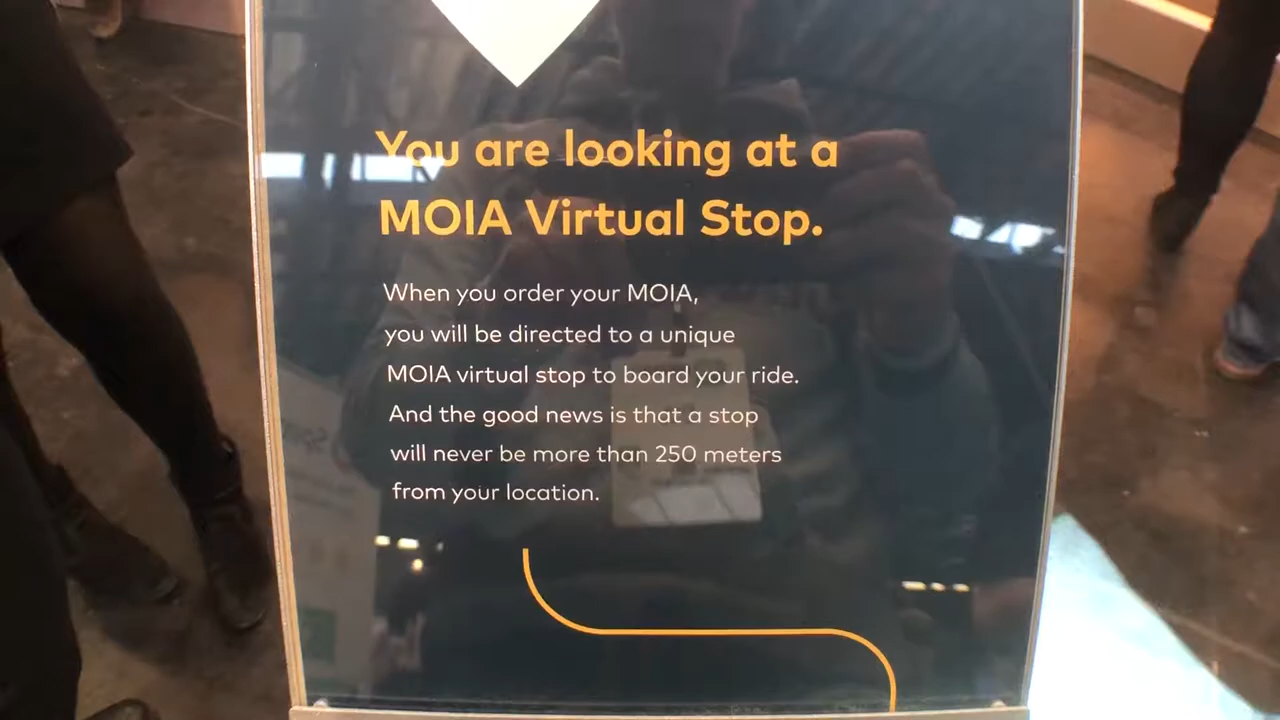 You are looking at a
MOIA Virtual Stop.
When you order your MOIA,
you will be directed to a unique
MOIA virtual stop to board your ride.
And the good news is that a stop
will never be more than 250 meters
from your location.